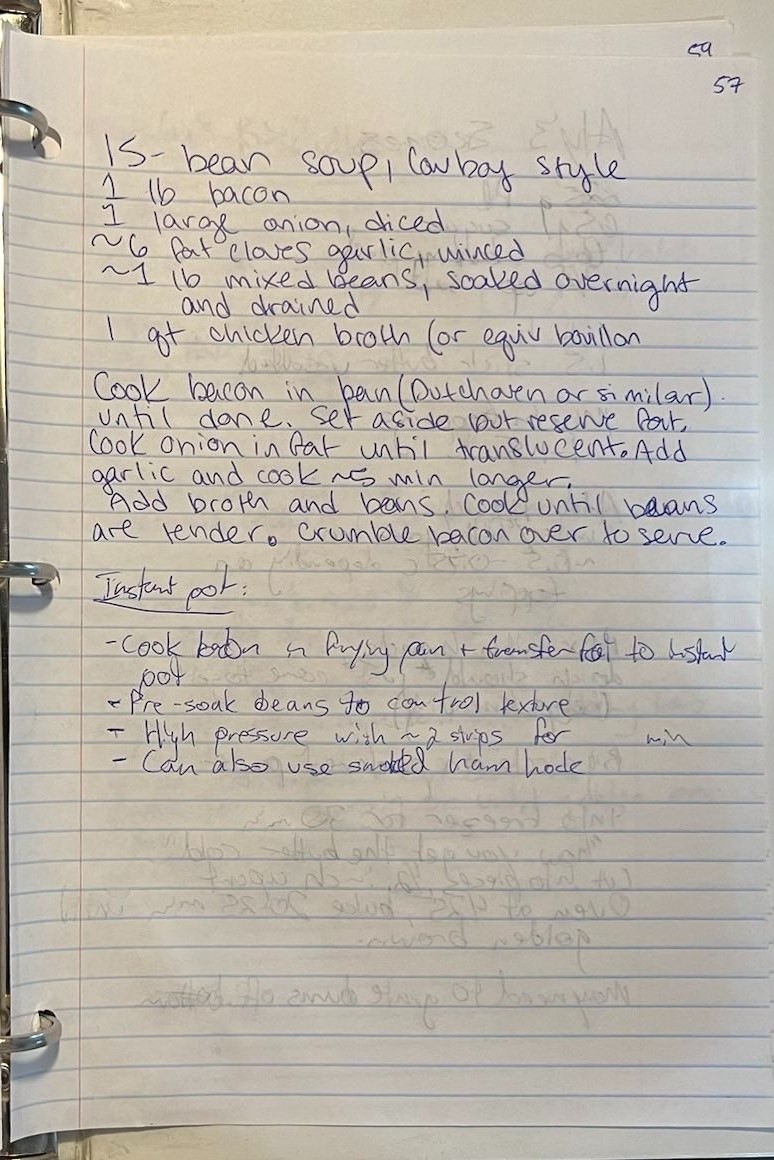 59
57
15- bean soup, Cowboy style
1 lb bacon
1 large onion, diced
~6 fat cloves garlic, minced
~1 lb mixed beans, soaked overnight
and drained
1 qt chicken broth (or equiv bouillon
Cook bacon in pan (Dutch oven or similar).
until done. Set aside but reserve fat.
Cook onion in fat until translucent. Add
garlic and cook ~5 min longer.
Add broth and beans. Cook until beans
are tender. Crumble bacon over to serve.
Instant pot:
- Cook bacon in frying pan + transfer fat to instant
pot
- Pre-soak beans to control texture
- High pressure with ~2 strips for min
- Can also use smoked ham hock